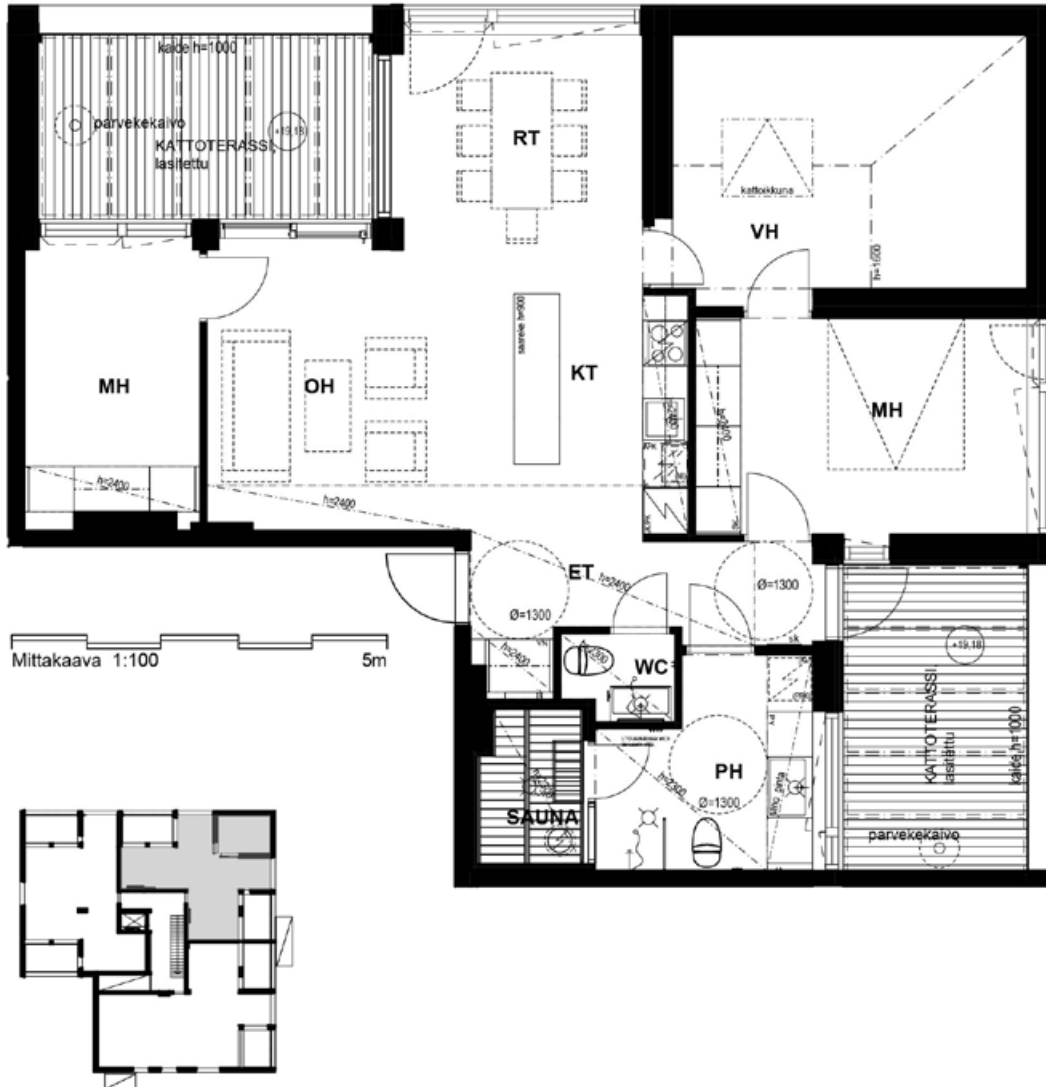 kaide h=1000
parvekekaivo
+19,18
KATTOTERASSI,
lasitettu
RT
kattoikkuna
VH
h=1600
saareke h=900
MH
OH
KT
MH
h=2400
h=2400
ET
h=2400
Ø=1300
Ø=1300
h=2400
WC
+19,18
KATTOTERASSI,
lasitettu
kaide h=1000
Mittakaava 1:100
5m
PH
h=2300
Ø=1300
SAUNA
parvekekaivo